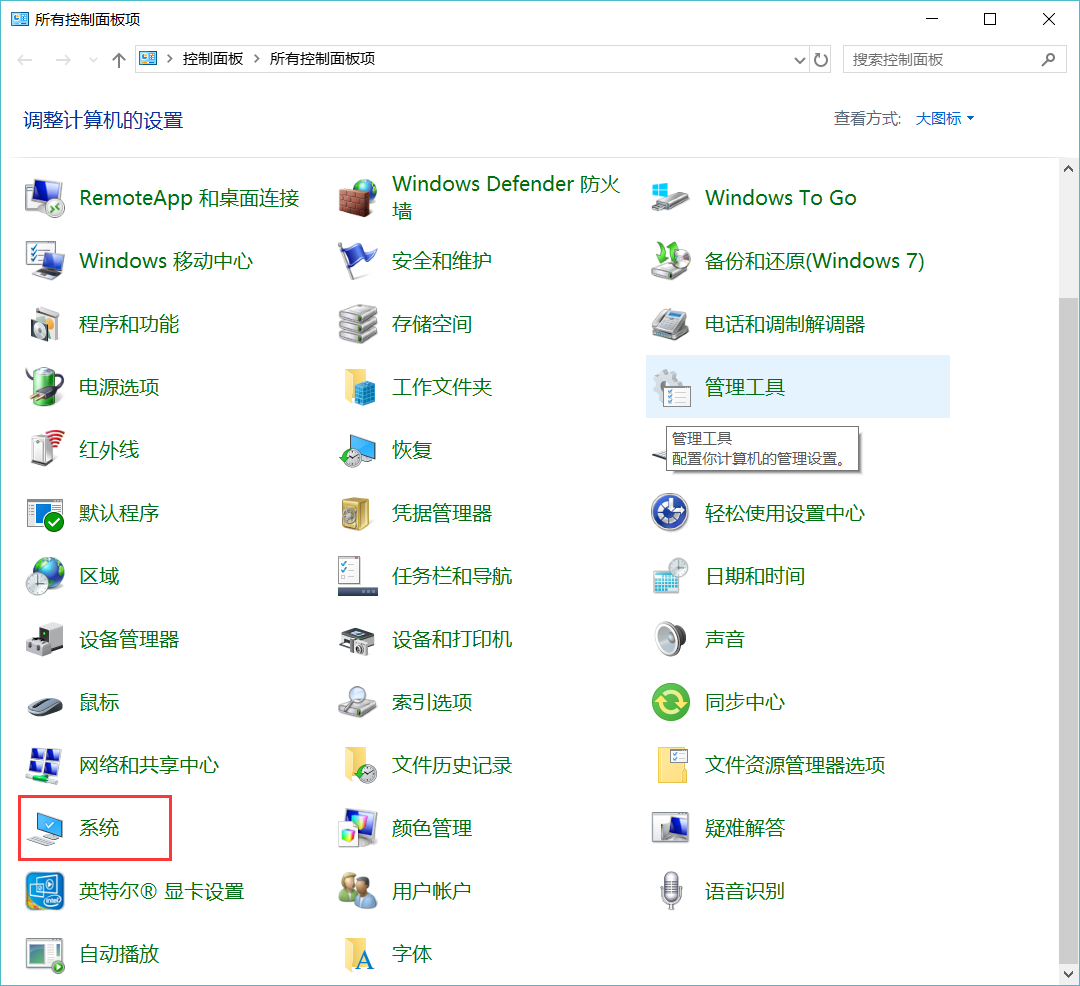 所有控制面板项
控制面板 所有控制面板项
搜索控制面板
调整计算机的设置
查看方式: 大图标
RemoteApp 和桌面连接
Windows Defender 防火
墙
Windows To Go
Windows 移动中心
安全和维护
备份和还原(Windows 7)
程序和功能
存储空间
电话和调制解调器
电源选项
工作文件夹
管理工具
红外线
恢复
管理工具
配置你计算机的管理设置。
默认程序
凭据管理器
轻松使用设置中心
区域
任务栏和导航
日期和时间
设备管理器
设备和打印机
声音
鼠标
索引选项
同步中心
网络和共享中心
文件历史记录
文件资源管理器选项
系统
颜色管理
疑难解答
英特尔® 显卡设置
用户帐户
语音识别
自动播放
字体